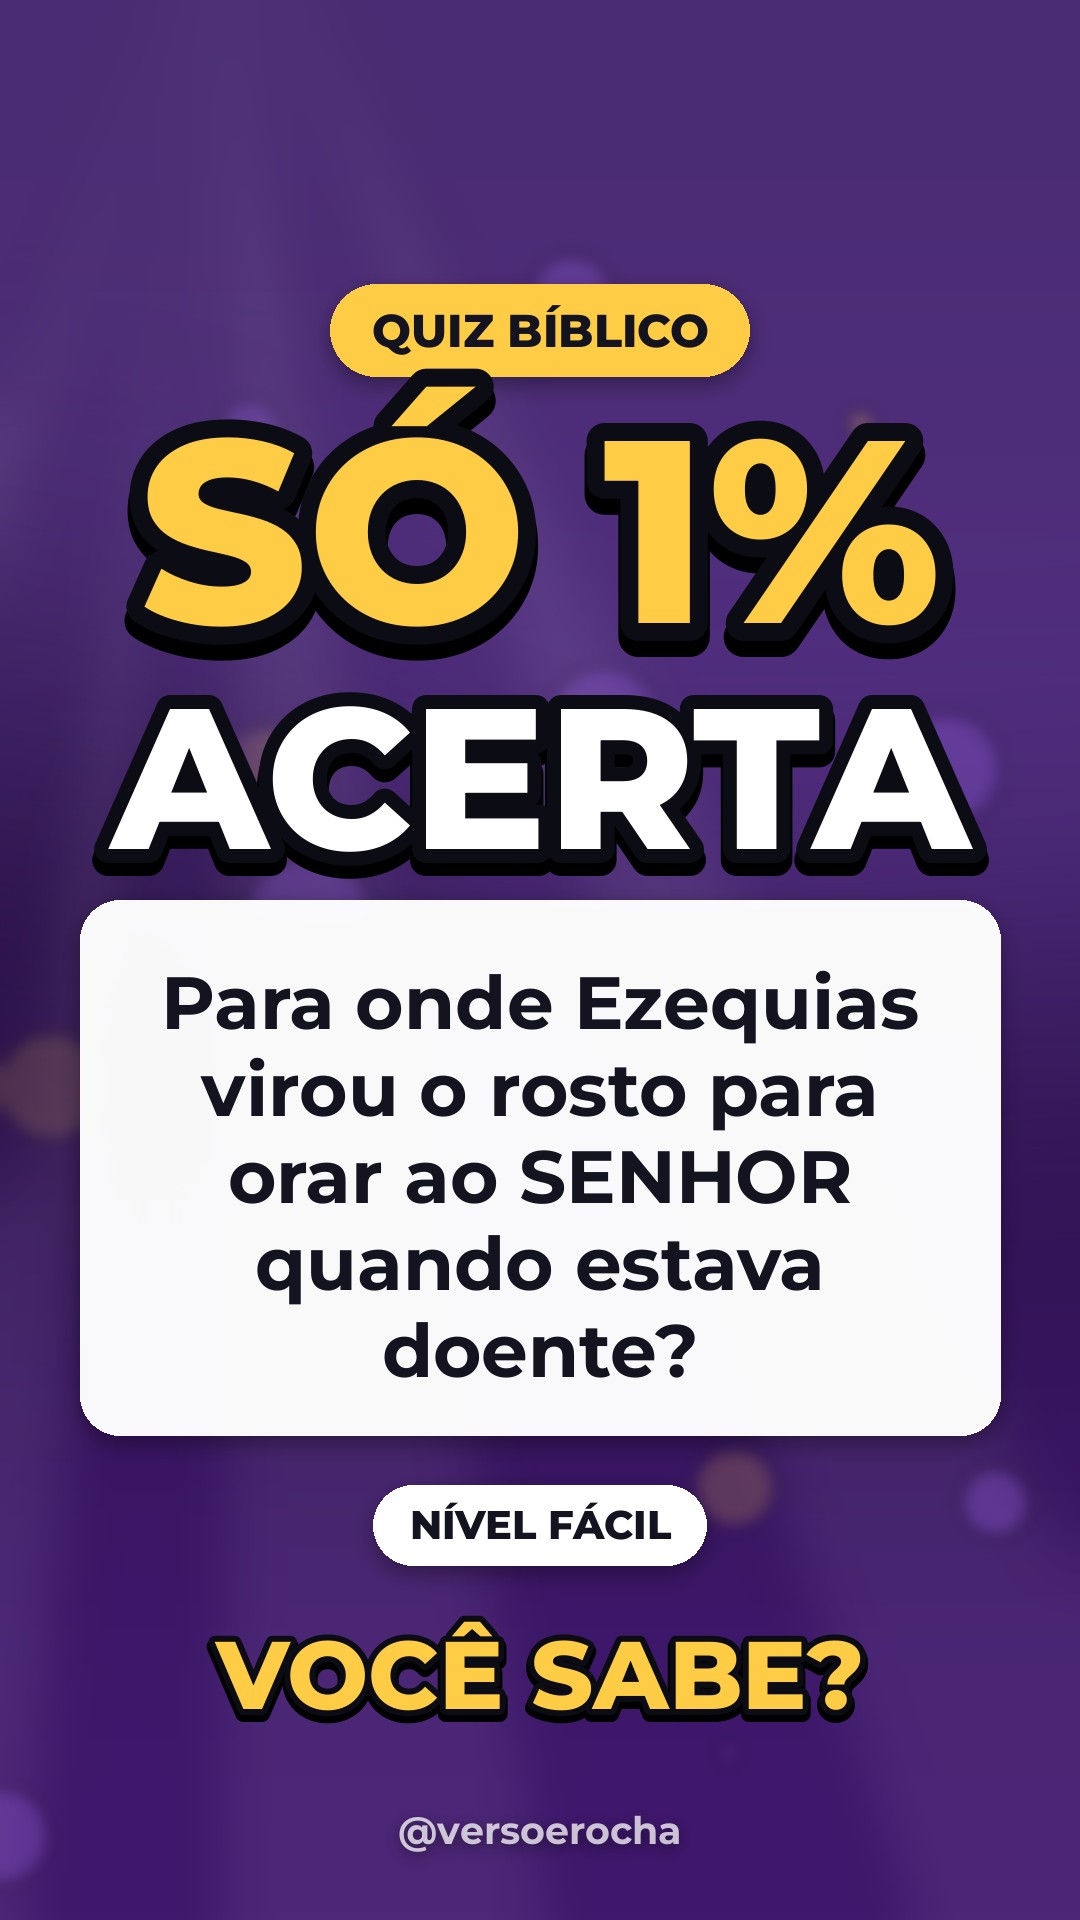 QUIZ BÍBLICO
SÓ 1%
ACERTA
Para onde Ezequias
virou o rosto para
orar ao SENHOR
quando estava
doente?
NÍVEL FÁCIL
VOCÊ SABE?
@versoerocha